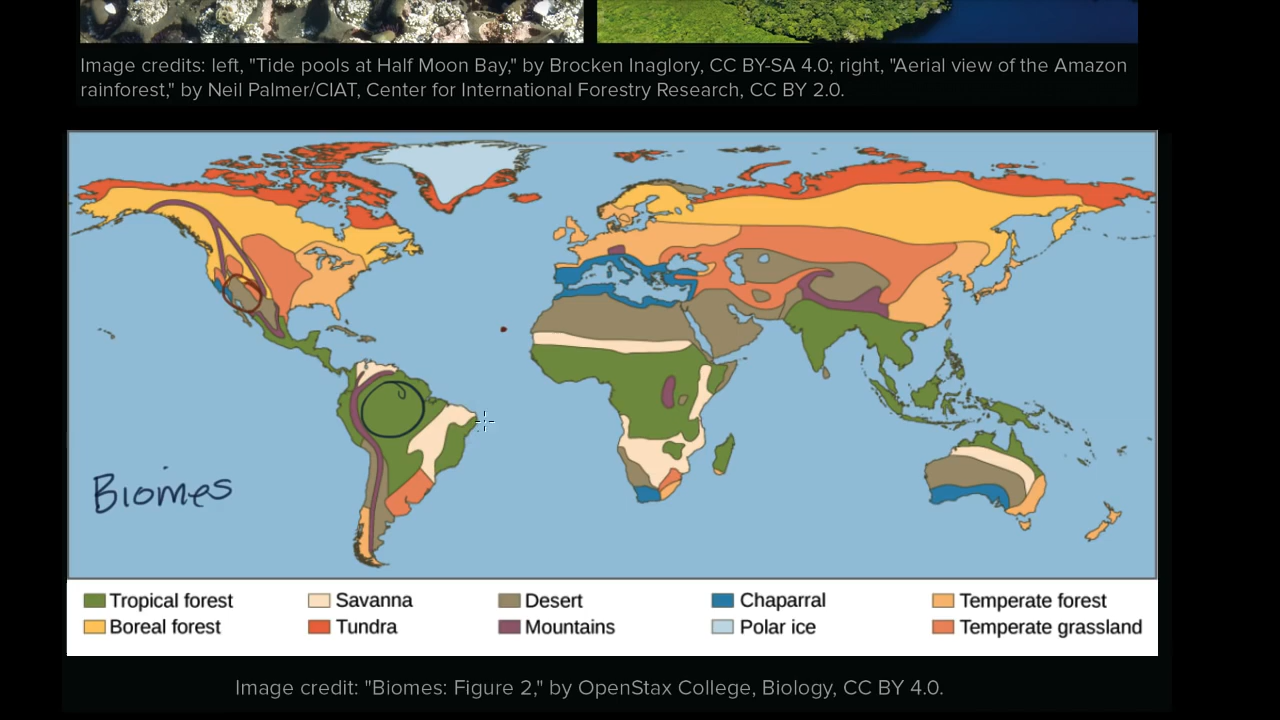 Image credits: left, "Tide pools at Half Moon Bay," by Brocken Inaglory, CC BY-SA 4.0; right, "Aerial view of the Amazon
rainforest," by Neil Palmer/CIAT, Center for International Forestry Research, CC BY 2.0.
Biomes
Tropical forest Savanna Desert Chaparral Temperate forest
Boreal forest Tundra Mountains Polar ice Temperate grassland
Image credit: "Biomes: Figure 2," by OpenStax College, Biology, CC BY 4.0.